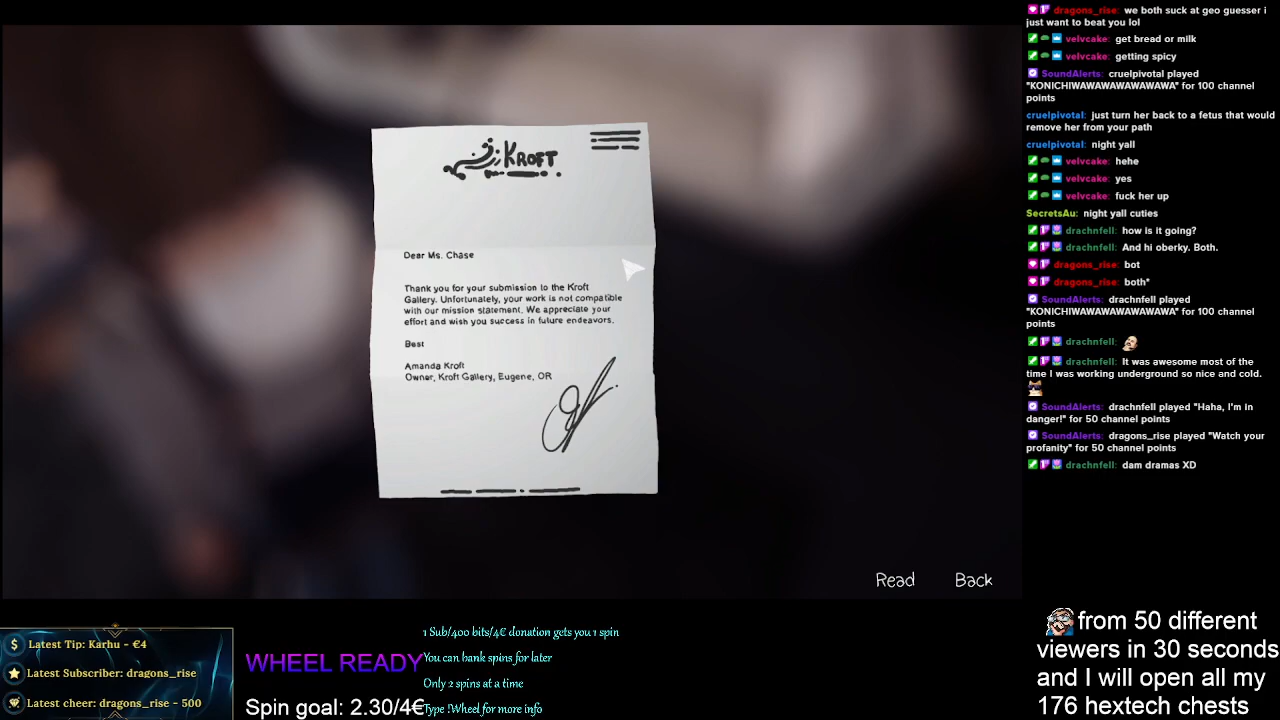 KROFT
Dear Ms. Chase
Thank you for your submission to the Kroft
Gallery. Unfortunately, your work is not compatible
with our mission statement. We appreciate your
effort and wish you success in future endeavors.
Best
Amanda Kroft
Owner, Kroft Gallery, Eugene, OR
Read Back
dragons_rise: we both suck at geo guesser i
just want to beat you lol
velvcake: get bread or milk
velvcake: getting spicy
SoundAlerts: cruelpivotal played
"KONICHIWAWAWAWAWAWAWA" for 100 channel
points
cruelpivotal: just turn her back to a fetus that would
remove her from your path
cruelpivotal: night yall
velvcake: hehe
velvcake: yes
velvcake: fuck her up
SecretsAu: night yall cuties
drachnfell: how is it going?
drachnfell: And hi oberky. Both.
dragons_rise: bot
dragons_rise: both*
SoundAlerts: drachnfell played
"KONICHIWAWAWAWAWAWAWA" for 100 channel
points
drachnfell:
drachnfell: It was awesome most of the
time I was working underground so nice and cold.
SoundAlerts: drachnfell played "Haha, I'm in
danger!" for 50 channel points
SoundAlerts: dragons_rise played "Watch your
profanity" for 50 channel points
drachnfell: dam dramas XD
Latest Tip: Karhu - €4
Latest Subscriber: dragons_rise
Latest cheer: dragons_rise - 500
WHEEL READY
Spin goal: 2.30/4€
1 Sub/400 bits/4€ donation gets you 1 spin
You can bank spins for later
Only 2 spins at a time
Type !Wheel for more info
from 50 different
viewers in 30 seconds
and I will open all my
176 hextech chests